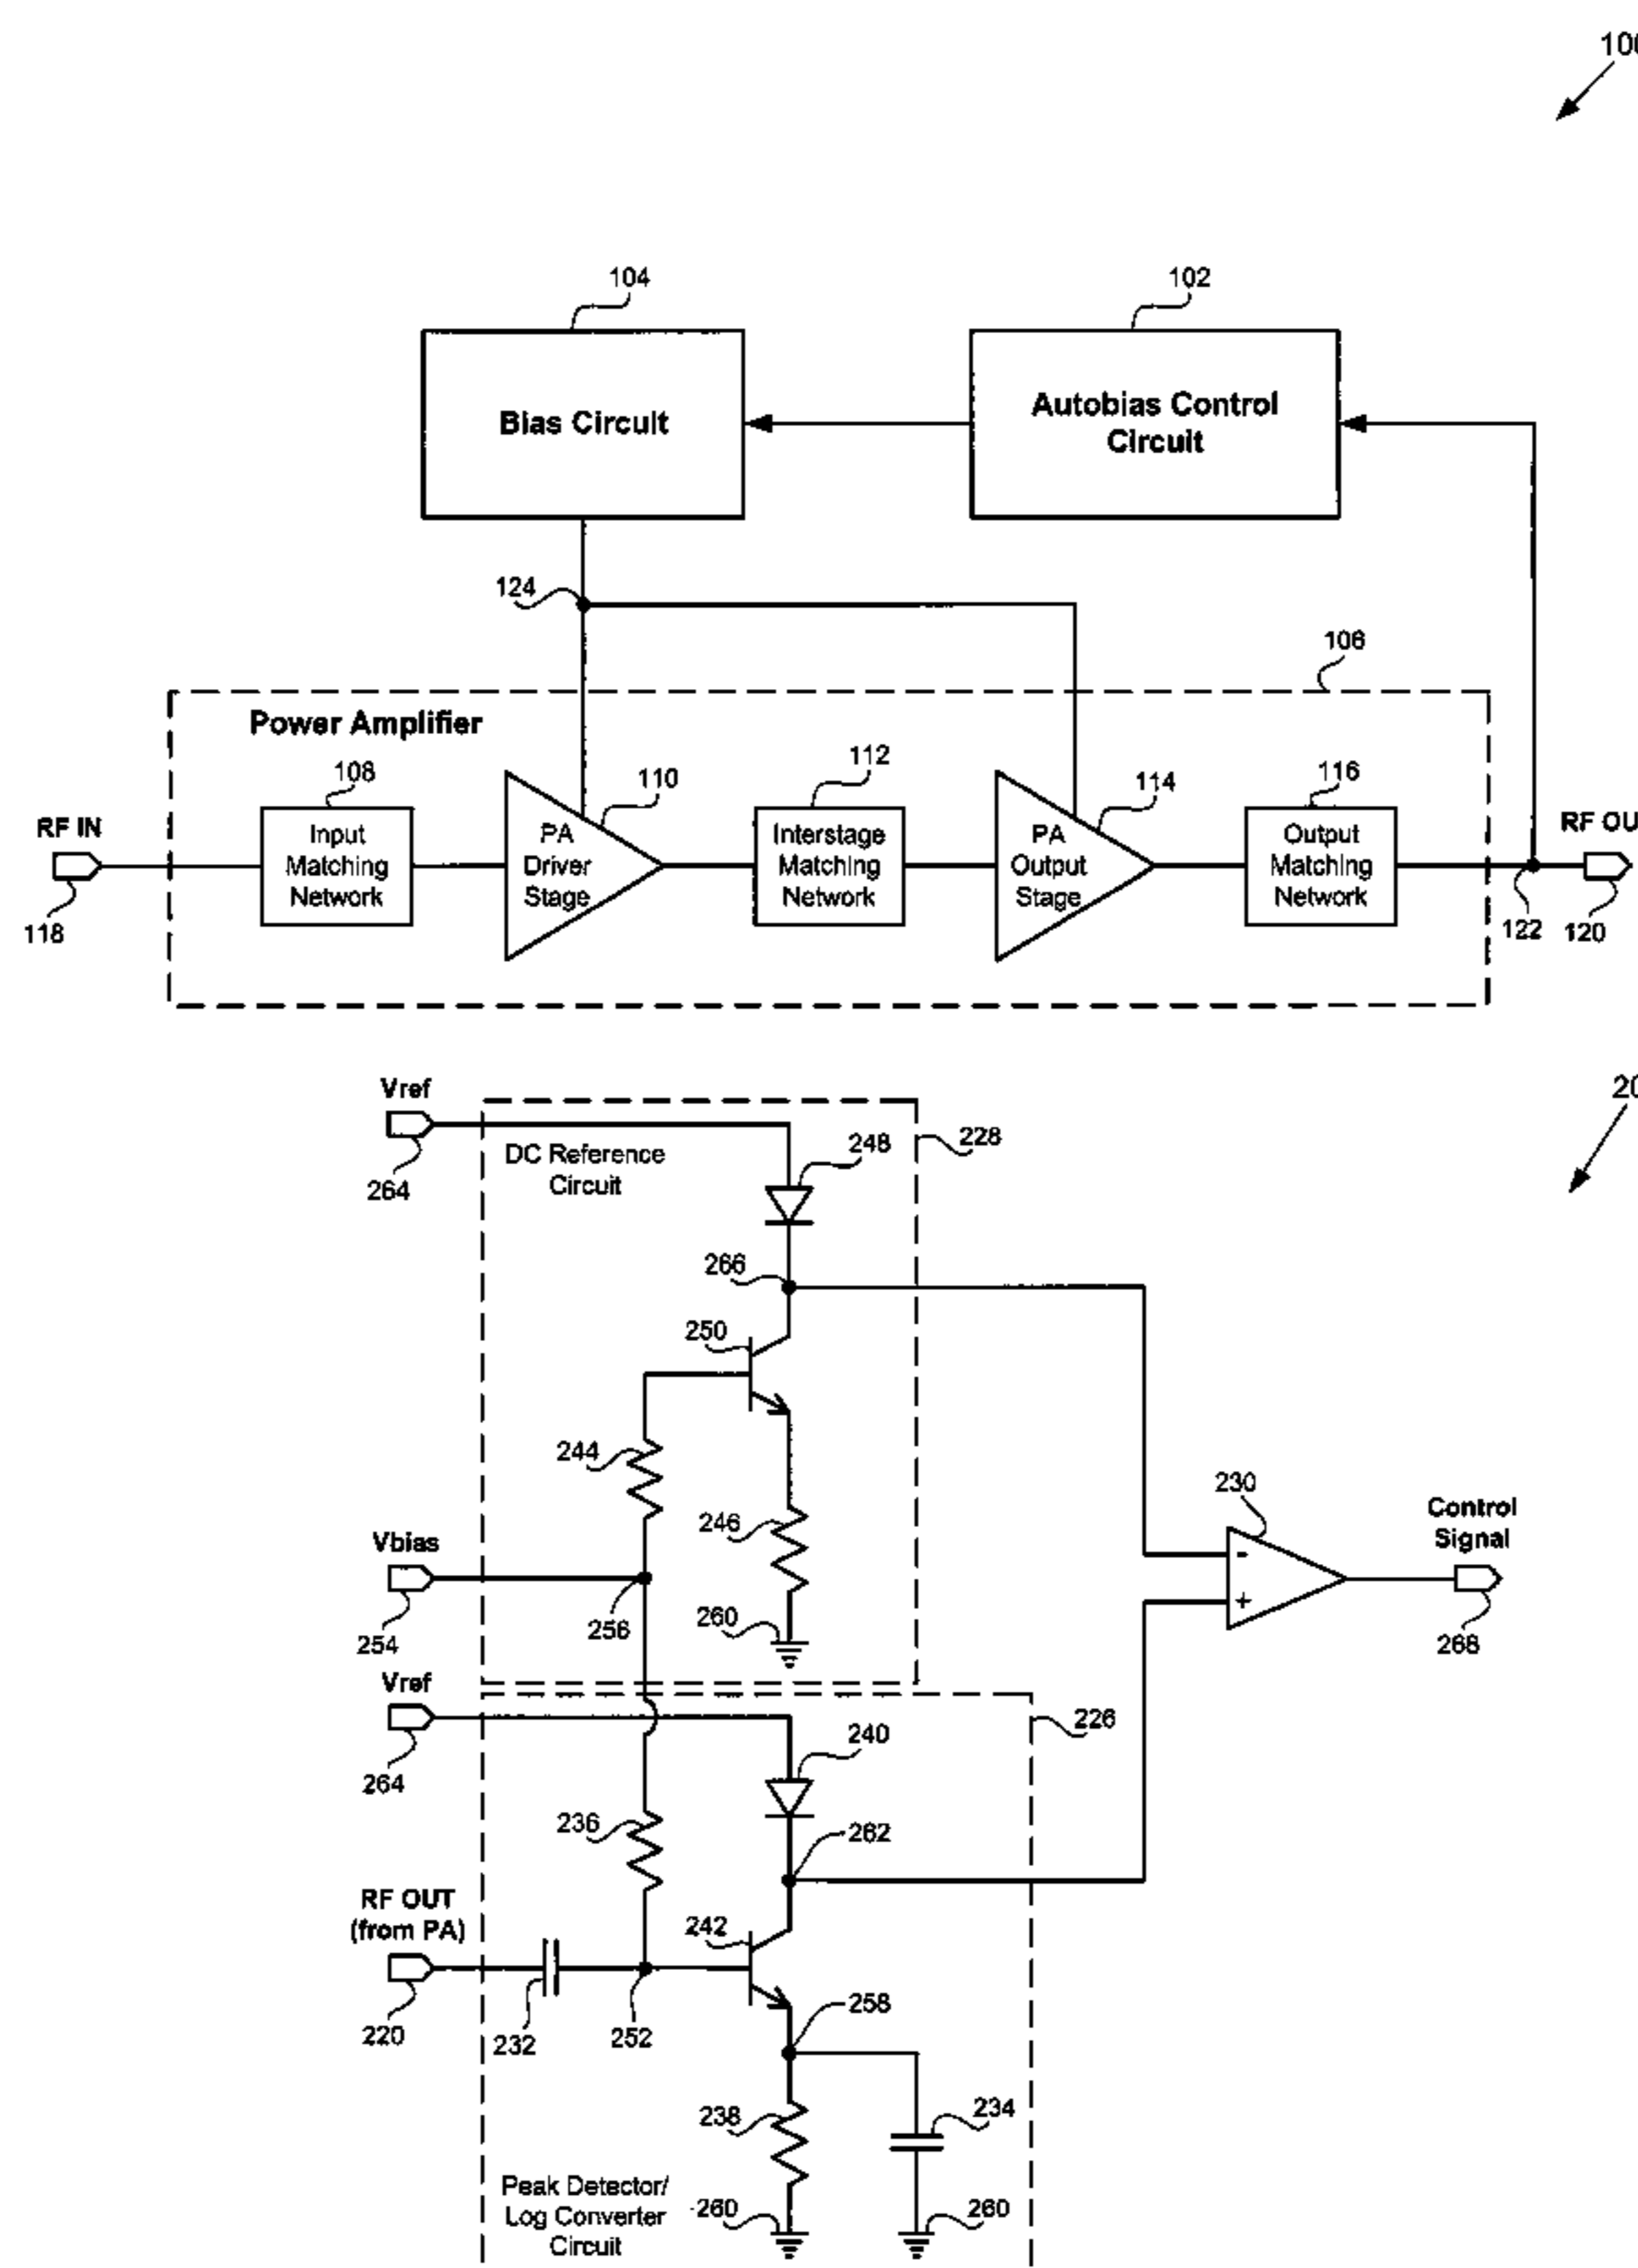 100
104
102
Bias Circuit
Autobias Control
Circuit
124
106
Power Amplifier
108
110
112
114
116
RF IN
RF OU
Input
Matching
Network
PA
Driver
Stage
Interstage
Matching
Network
PA
Output
Stage
Output
Matching
Network
118
122
120
Vref
20
DC Reference
Circuit
248
228
264
266
250
244
230
Control
Signal
246
Vbias
-
+
254
256
260
268
Vref
226
240
264
236
262
RF OUT
(from PA)
242
258
220
232
252
238
234
Peak Detector/
Log Converter
Circuit
260
260